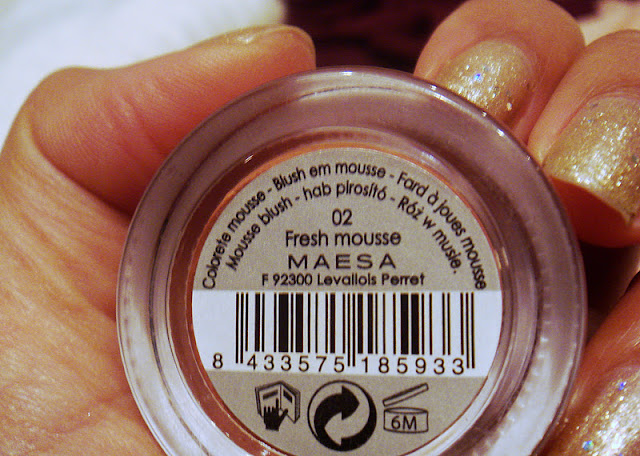 Colorete mousse - Blush em mousse - Fard à joues mousse
Mousse blush - hab pirosító - Róż w musie.
02
Fresh mousse
MAESA
F 92300 Levallois Perret
8 433575 185933
6M